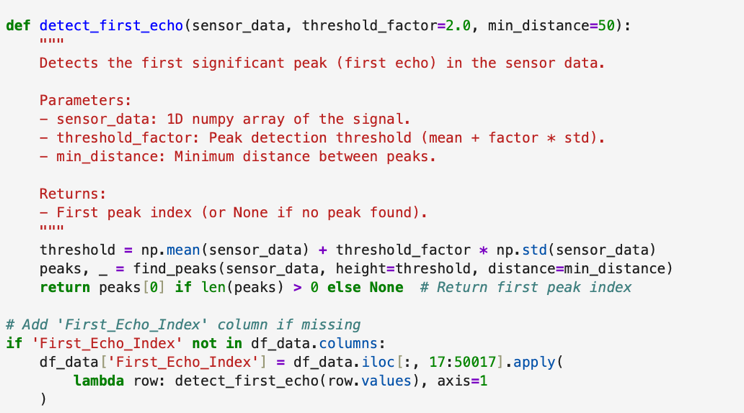 def detect_first_echo(sensor_data, threshold_factor=2.0, min_distance=50):
    """
    Detects the first significant peak (first echo) in the sensor data.

    Parameters:
    - sensor_data: 1D numpy array of the signal.
    - threshold_factor: Peak detection threshold (mean + factor * std).
    - min_distance: Minimum distance between peaks.

    Returns:
    - First peak index (or None if no peak found).
    """
    threshold = np.mean(sensor_data) + threshold_factor * np.std(sensor_data)
    peaks, _ = find_peaks(sensor_data, height=threshold, distance=min_distance)
    return peaks[0] if len(peaks) > 0 else None  # Return first peak index

# Add 'First_Echo_Index' column if missing
if 'First_Echo_Index' not in df_data.columns:
    df_data['First_Echo_Index'] = df_data.iloc[:, 17:50017].apply(
        lambda row: detect_first_echo(row.values), axis=1
    )